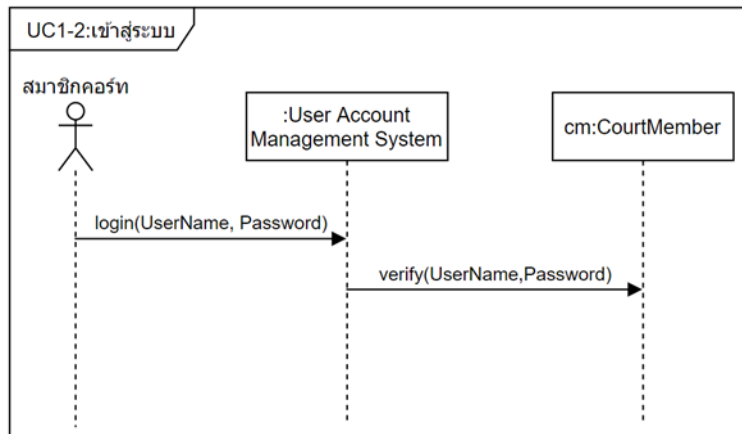 UC1-2:เข้าสู่ระบบ
สมาชิกคอร์ท
:User Account
Management System
cm:CourtMember
login(UserName, Password)
verify(UserName,Password)